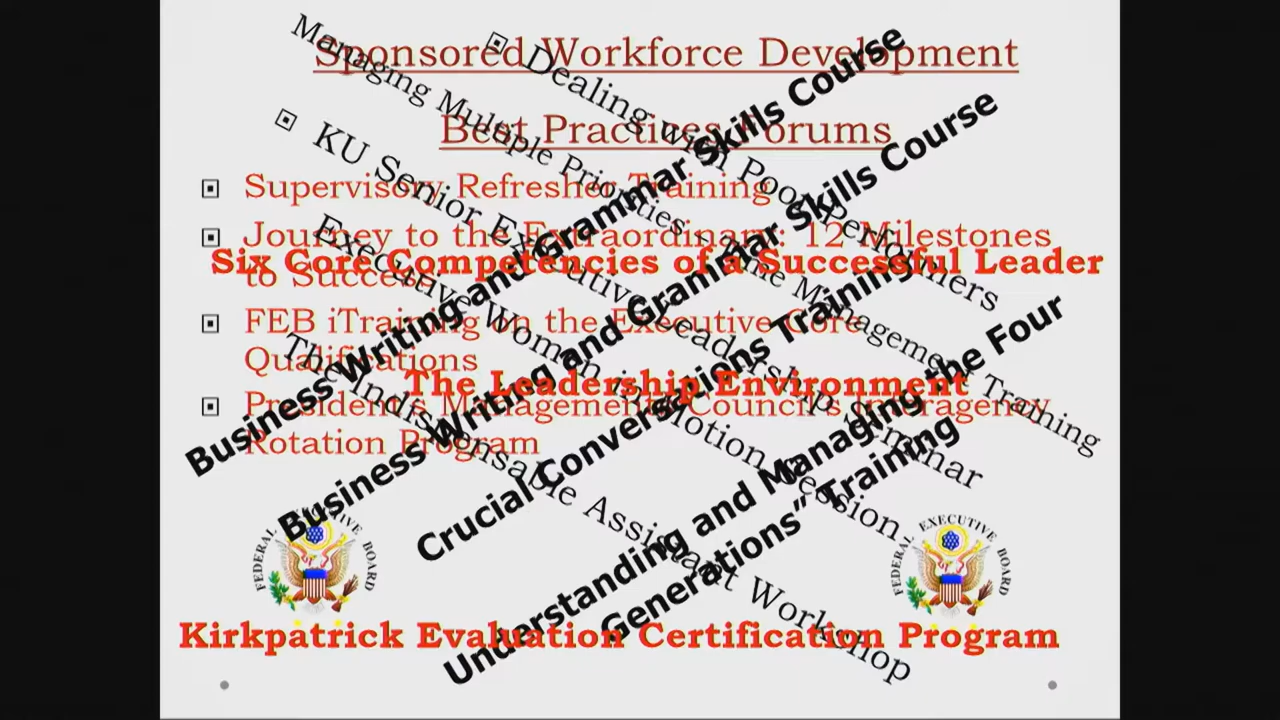 Sponsored Workforce Development
Best Practices Forums
Managing Multiple Priorities - Time Management Training
Dealing with Poor Performers
KU Senior Executive Leadership Seminar
Supervisory Refresher Training
Journey to the Extraordinary: 12 Milestones
to Success
Six Core Competencies of a Successful Leader
Executive Women in Motion Session
FEB iTraining on the Executive Core
Qualifications
The Indispensable Assistant Workshop
The Leadership Environment
President's Management Council's Interagency
Rotation Program
Business Writing and Grammar Skills Course
Business Writing and Grammar Skills Course
Crucial Conversations Training
Understanding and Managing the Four
Generations” Training
FEDERAL EXECUTIVE BOARD
FEDERAL EXECUTIVE BOARD
Kirkpatrick Evaluation Certification Program